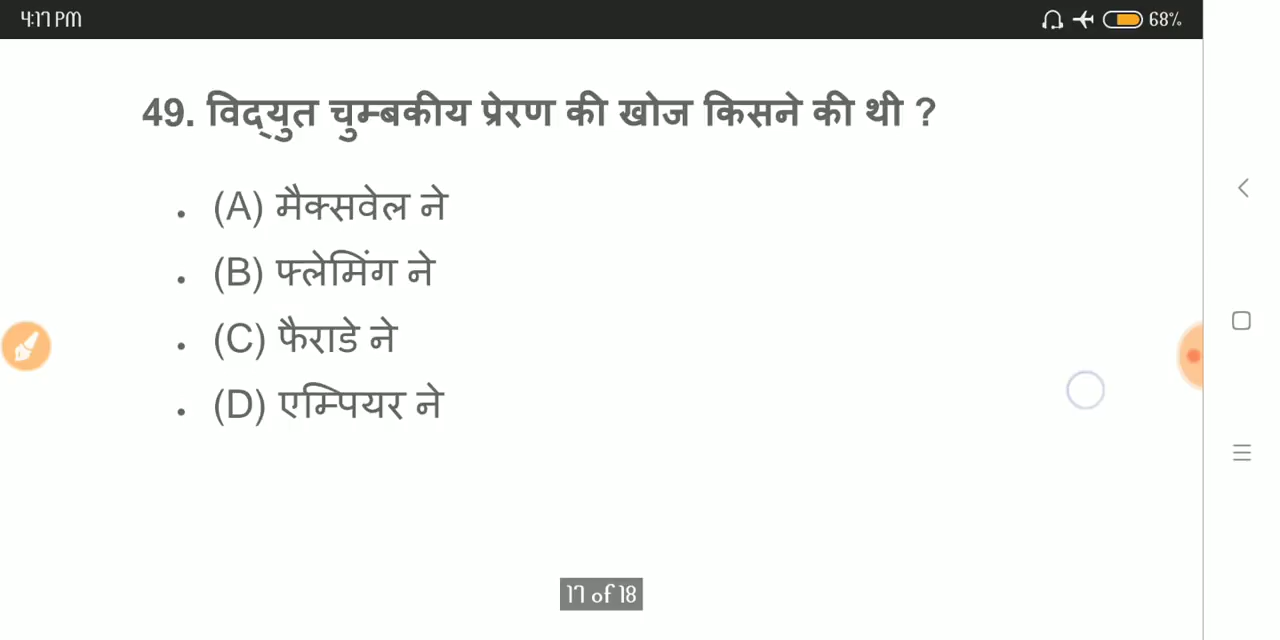 4:17 PM 68%
49. विद्युत चुम्बकीय प्रेरण की खोज किसने की थी ?
• (A) मैक्सवेल ने
• (B) फ्लेमिंग ने
• (C) फैराडे ने
• (D) एम्पियर ने
17 of 18